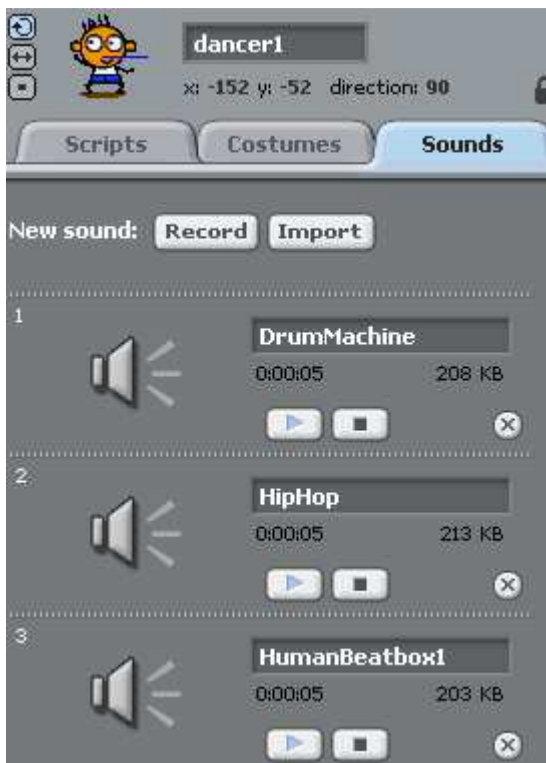 dancer1
x: -152 y: -52 direction: 90
Scripts Costumes Sounds
New sound: Record Import
1
DrumMachine
0:00:05 208 KB
2
HipHop
0:00:05 213 KB
3
HumanBeatbox1
0:00:05 203 KB